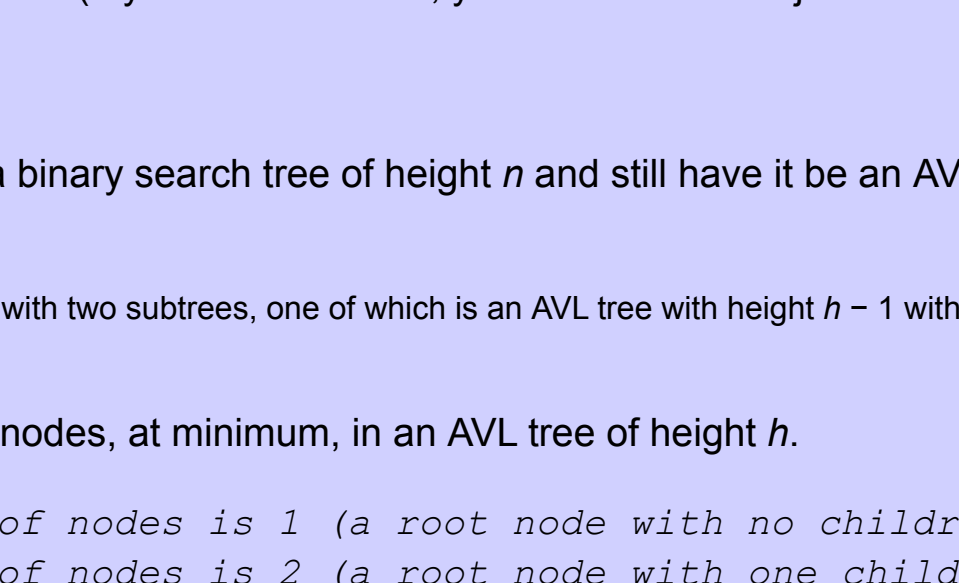 a binary search tree of height n and still have it be an AV
with two subtrees, one of which is an AVL tree with height h − 1 with
nodes, at minimum, in an AVL tree of height h.
of nodes is 1 (a root node with no childr
of nodes is 2 (a root node with one child